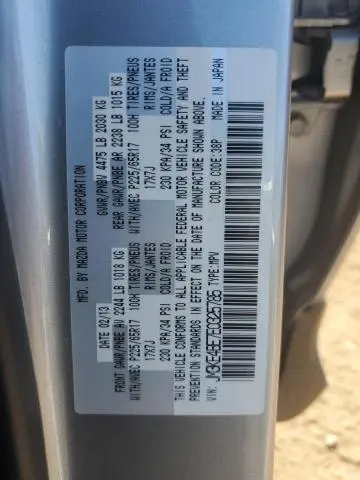 MFD. BY MAZDA MOTOR CORPORATION
DATE 02/13 GVWR/PNBV 4475 LB 2030 KG
FRONT GAWR/PNBE AV 2244 LB 1018 KG REAR GAWR/PNBE AR 2238 LB 1015 KG
WITH/AVEC P225/65R17 100H TIRES/PNEUS WITH/AVEC P225/65R17 100H TIRES/PNEUS
17X7J RIMS/JANTES 17X7J RIMS/JANTES
230 KPA/34 PSI COLD/A FROID 230 KPA/34 PSI COLD/A FROID
THIS VEHICLE CONFORMS TO ALL APPLICABLE FEDERAL MOTOR VEHICLE SAFETY AND THEFT
PREVENTION STANDARDS IN EFFECT ON THE DATE OF MANUFACTURE SHOWN ABOVE.
VIN: JM3KE4BE7E0325785 MADE IN JAPAN
TYPE:MPV COLOR CODE:38P